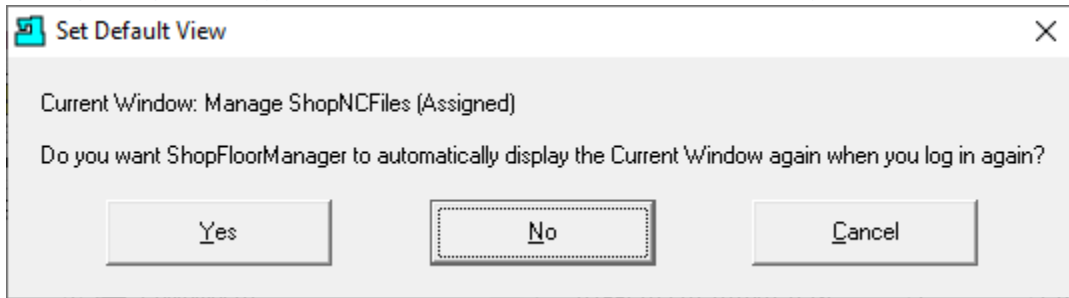 Set Default View
Current Window: Manage ShopNCFiles (Assigned)
Do you want ShopFloorManager to automatically display the Current Window again when you log in again?
Yes
No
Cancel